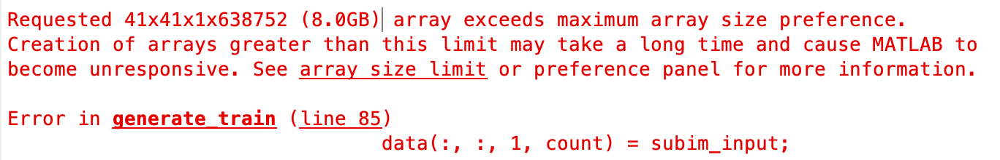 Requested 41x41x1x638752 (8.0GB) array exceeds maximum array size preference.
Creation of arrays greater than this limit may take a long time and cause MATLAB to
become unresponsive. See array size limit or preference panel for more information.
Error in generate_train (line 85)
data(:, :, 1, count) = subim_input;